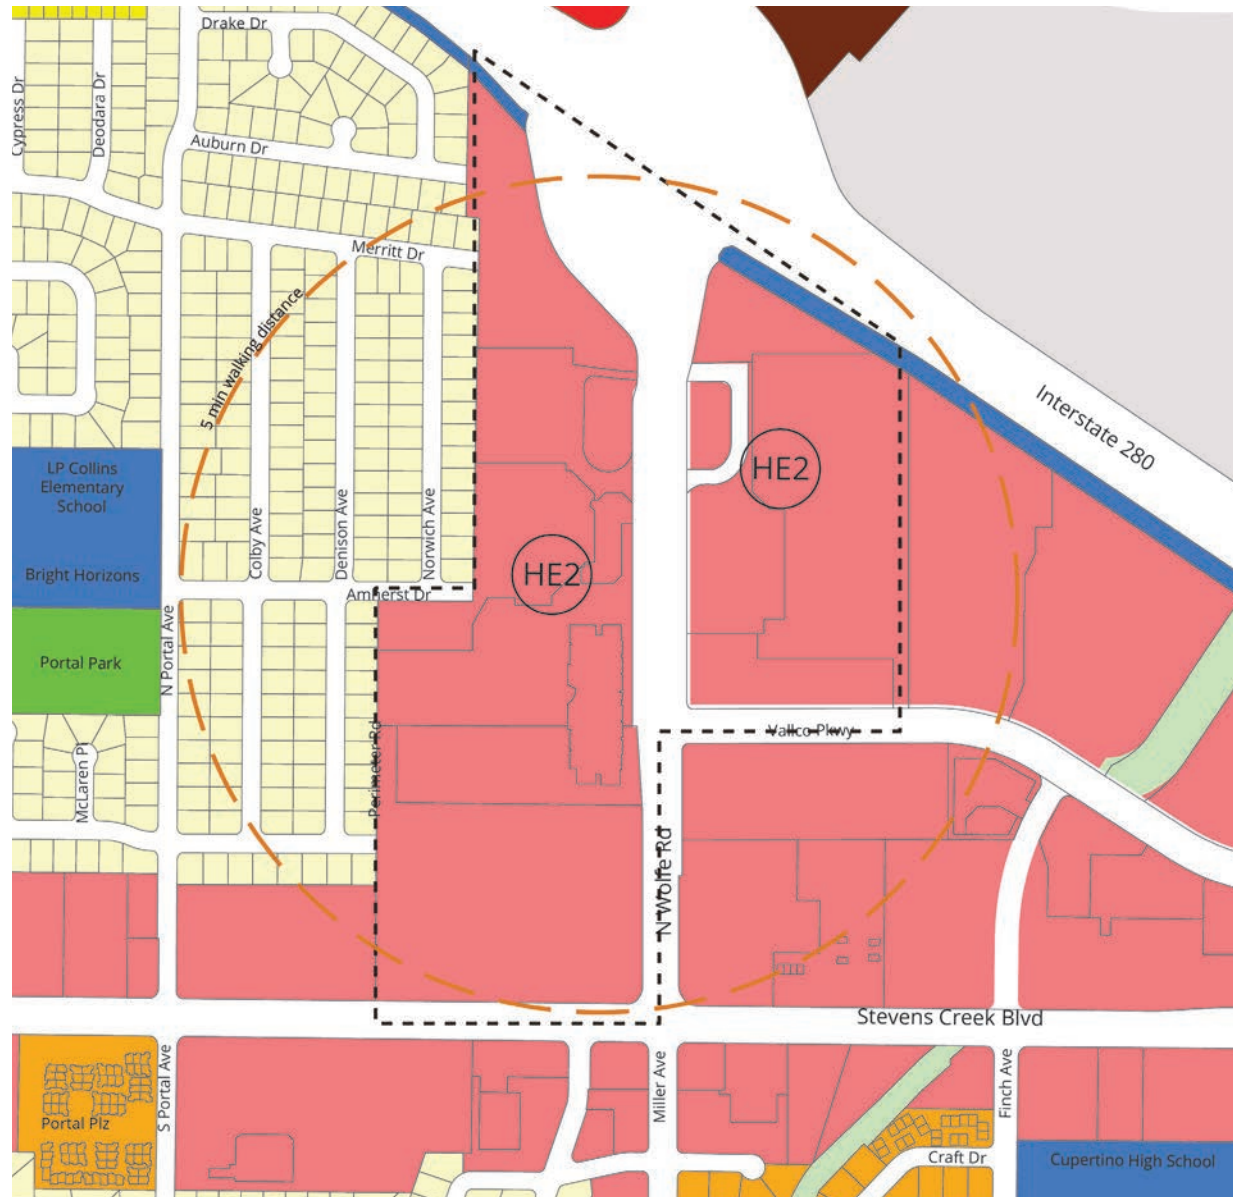 Drake Dr
Cypress Dr
Deodara Dr
Auburn Dr
Merritt Dr
5 min walking distance
Interstate 280
LP Collins
Elementary
School
HE2
Colby Ave
Denison Ave
Norwich Ave
HE2
Bright Horizons
Amherst Dr
N Portal Ave
Portal Park
Vallco Pkwy
McLaren Pl
Perimeter Rd
N Wolfe Rd
Stevens Creek Blvd
S Portal Ave
Miller Ave
Finch Ave
Portal Plz
Craft Dr
Cupertino High School